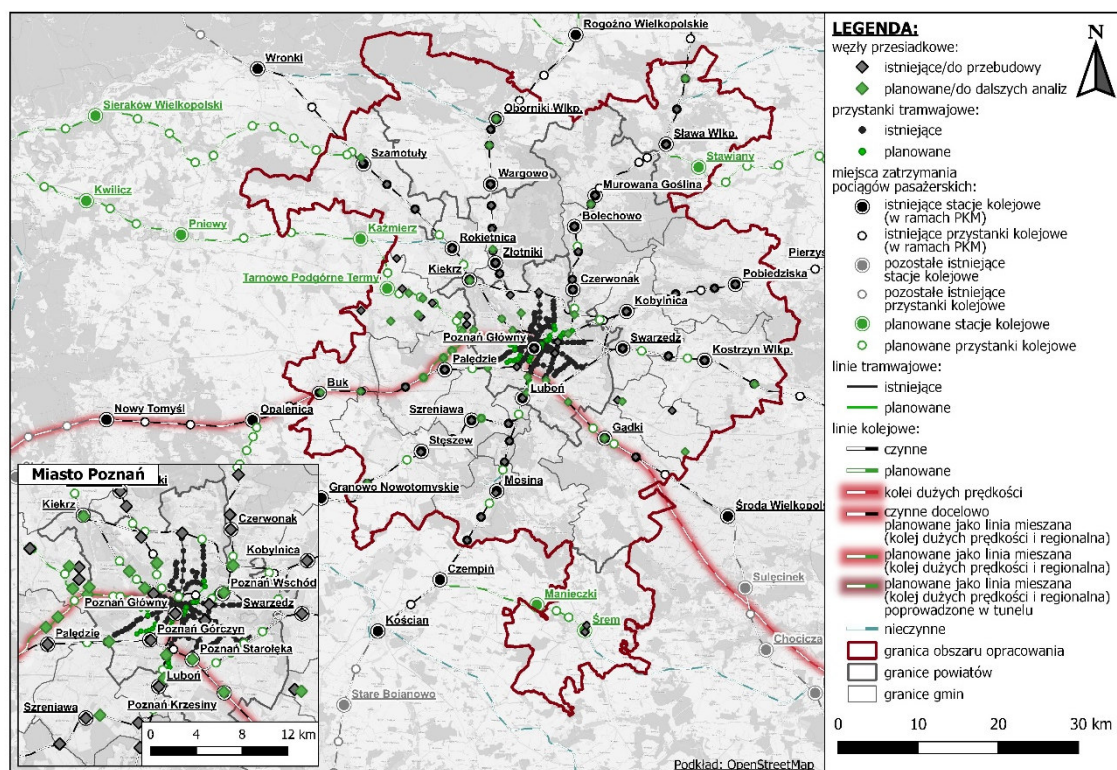 Rogoźno Wielkopolskie
Wronki
Sieraków Wielkopolski
Oborniki Wlkp.
Sława Wlkp.
Szamotuły
Stawiany
Kwilicz
Wargowo
Murowana Goślina
Pniewy
Bolechowo
Kaźmierz
Rokietnica
Złotniki
Pierzys
Tarnowo Podgórne Termy
Kiekrz
Czerwonak
Pobiedziska
Kobylnica
Poznań Główny
Swarzędz
Palędzie
Kostrzyn Wlkp.
Buk
Luboń
Nowy Tomyśl
Opalenica
Szreniawa
Gądki
Stęszew
Granowo Nowotomyskie
Mosina
Środa Wielkopol
Czempiń
Sulęcinek
Manieczki
Kościan
Śrem
Chocicza
Stare Bojanowo
Podkład: OpenStreetMap
Miasto Poznań
ki
Kiekrz
Czerwonak
Kobylnica
Poznań Wschód
Poznań Główny
Swarzędz
Palędzie
Poznań Górczyn
Poznań Starołęka
Luboń
Poznań Krzesiny
Szreniawa
0 4 8 12 km
LEGENDA:
N
węzły przesiadkowe:
istniejące/do przebudowy
planowane/do dalszych analiz
przystanki tramwajowe:
istniejące
planowane
miejsca zatrzymania
pociągów pasażerskich:
istniejące stacje kolejowe
(w ramach PKM)
istniejące przystanki kolejowe
(w ramach PKM)
pozostałe istniejące
stacje kolejowe
pozostałe istniejące
przystanki kolejowe
planowane stacje kolejowe
planowane przystanki kolejowe
linie tramwajowe:
istniejące
planowane
linie kolejowe:
czynne
planowane
kolei dużych prędkości
czynne docelowo
planowane jako linia mieszana
(kolej dużych prędkości i regionalna)
planowane jako linia mieszana
(kolej dużych prędkości i regionalna)
planowane jako linia mieszana
(kolej dużych prędkości i regionalna)
poprowadzone w tunelu
nieczynne
granica obszaru opracowania
granice powiatów
granice gmin
0 10 20 30 km